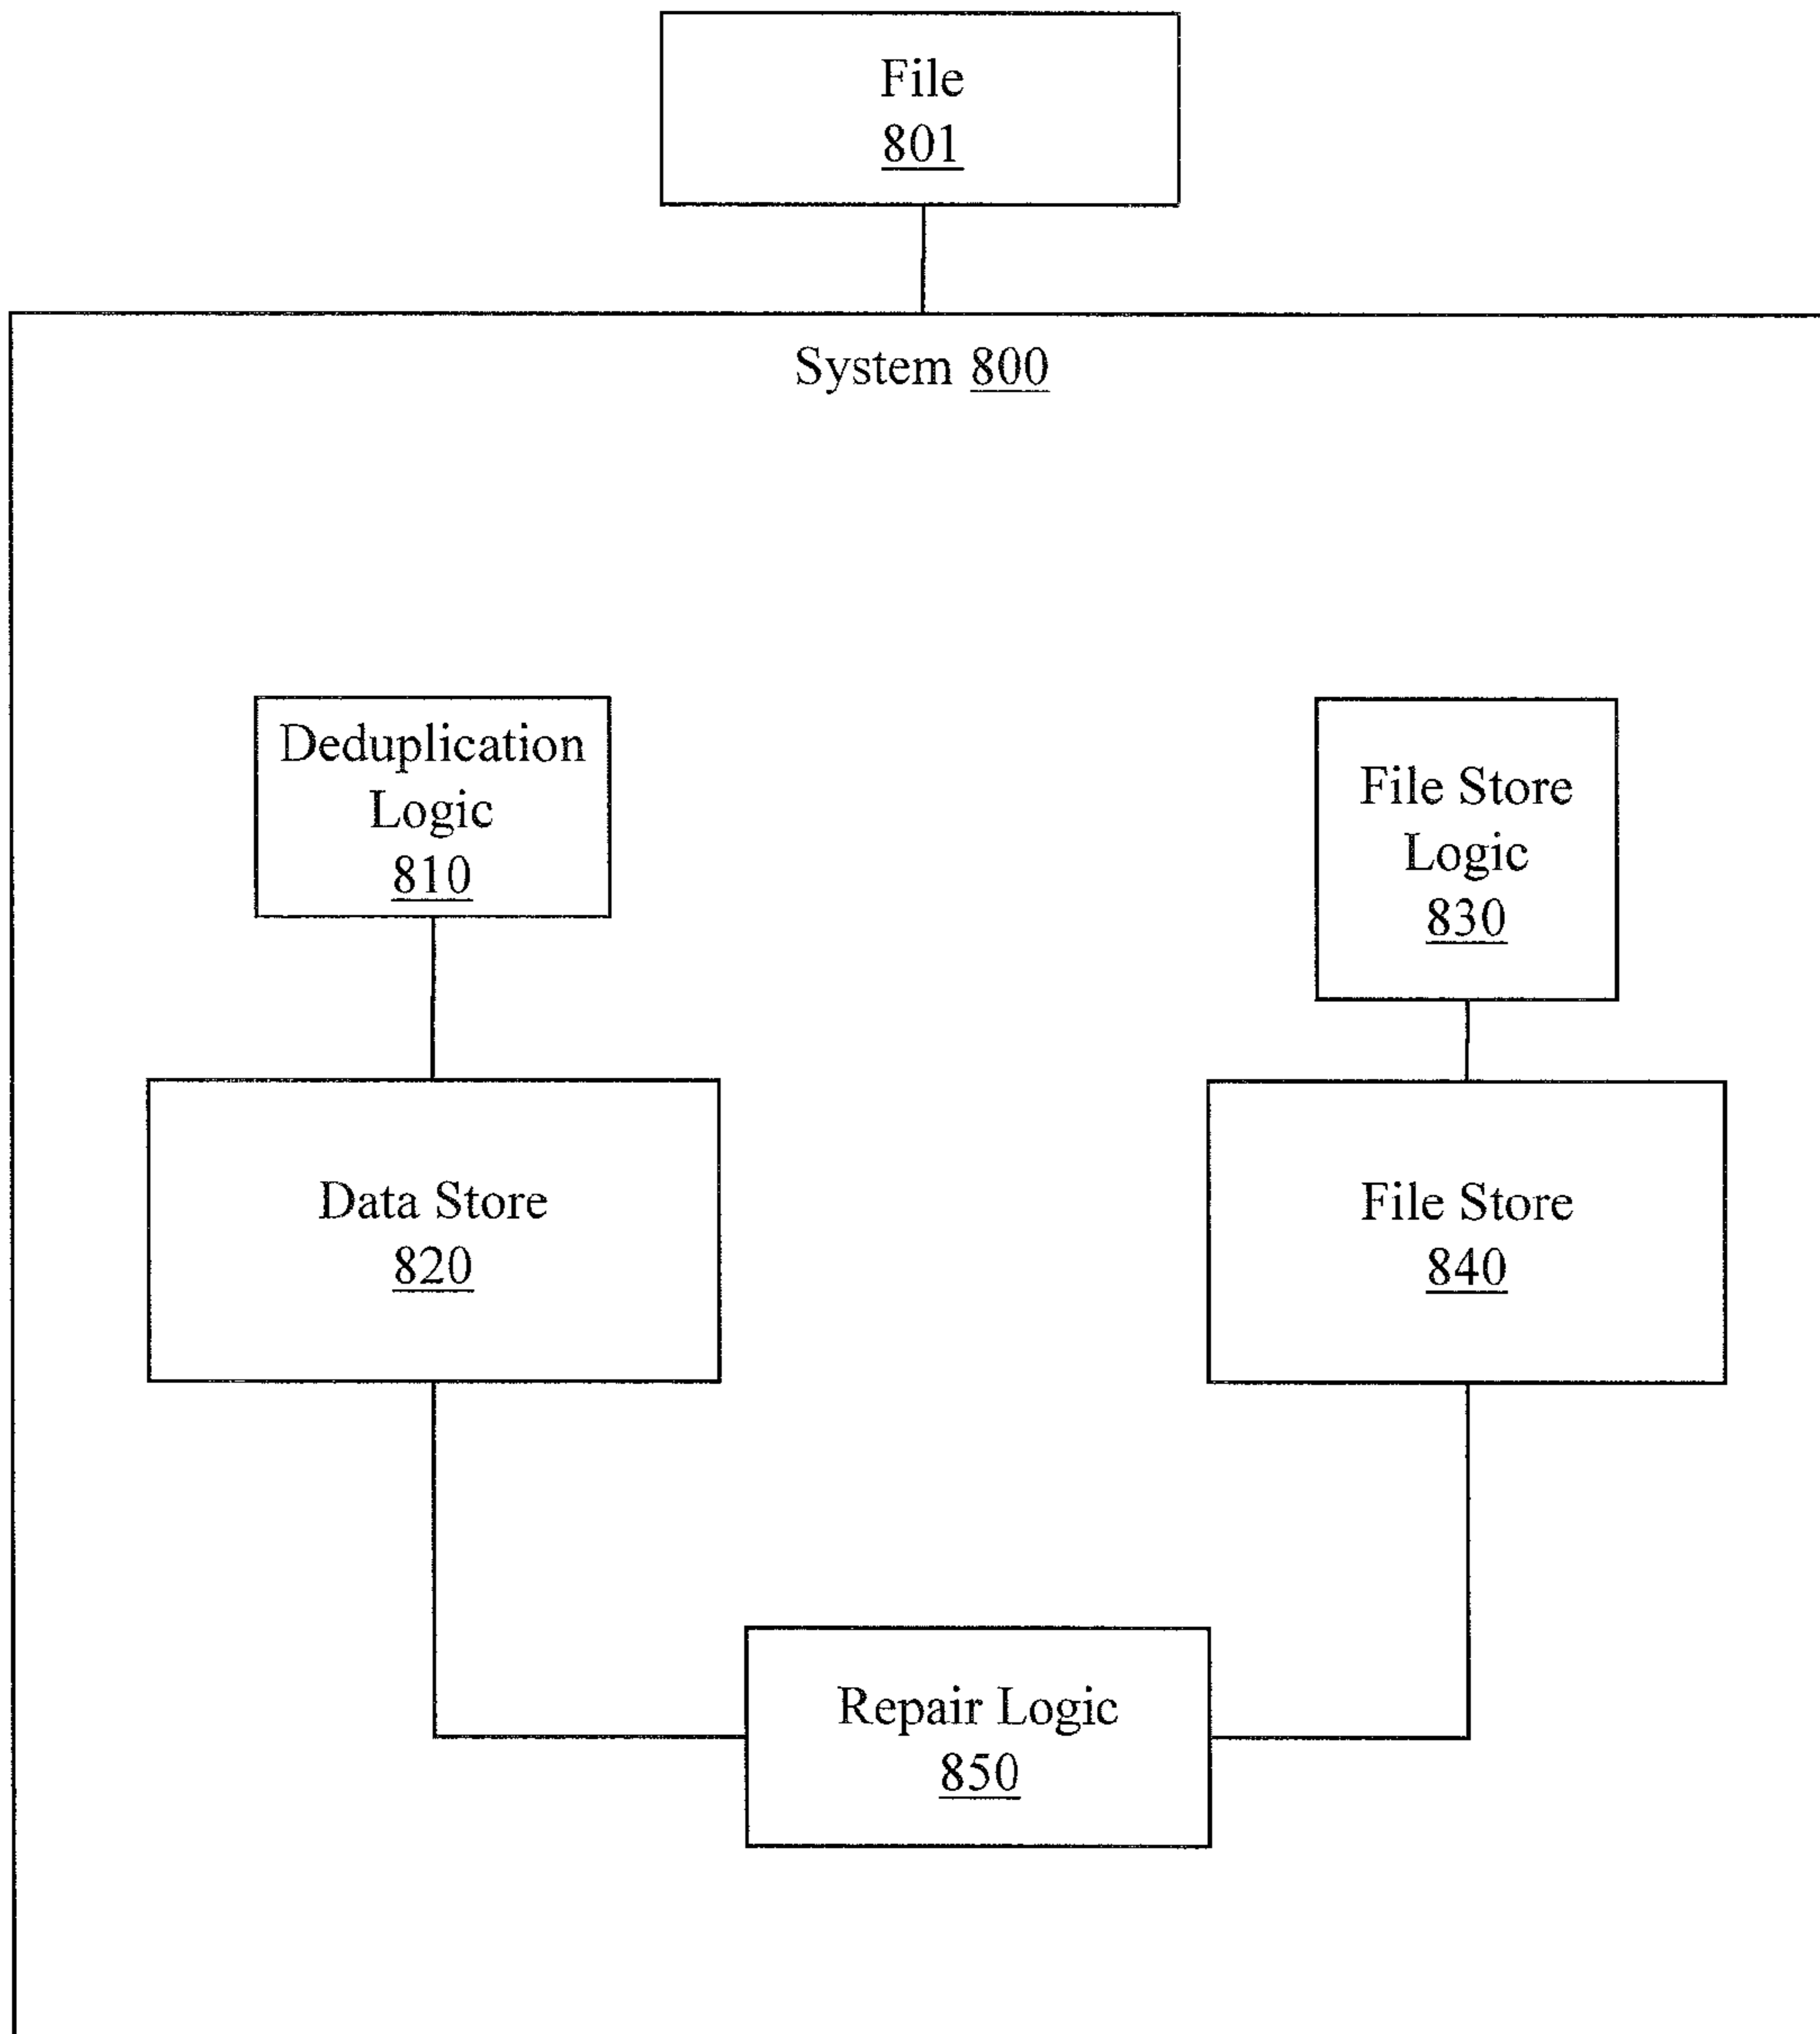 File
801
System 800
Deduplication
Logic
810
File Store
Logic
830
Data Store
820
File Store
840
Repair Logic
850